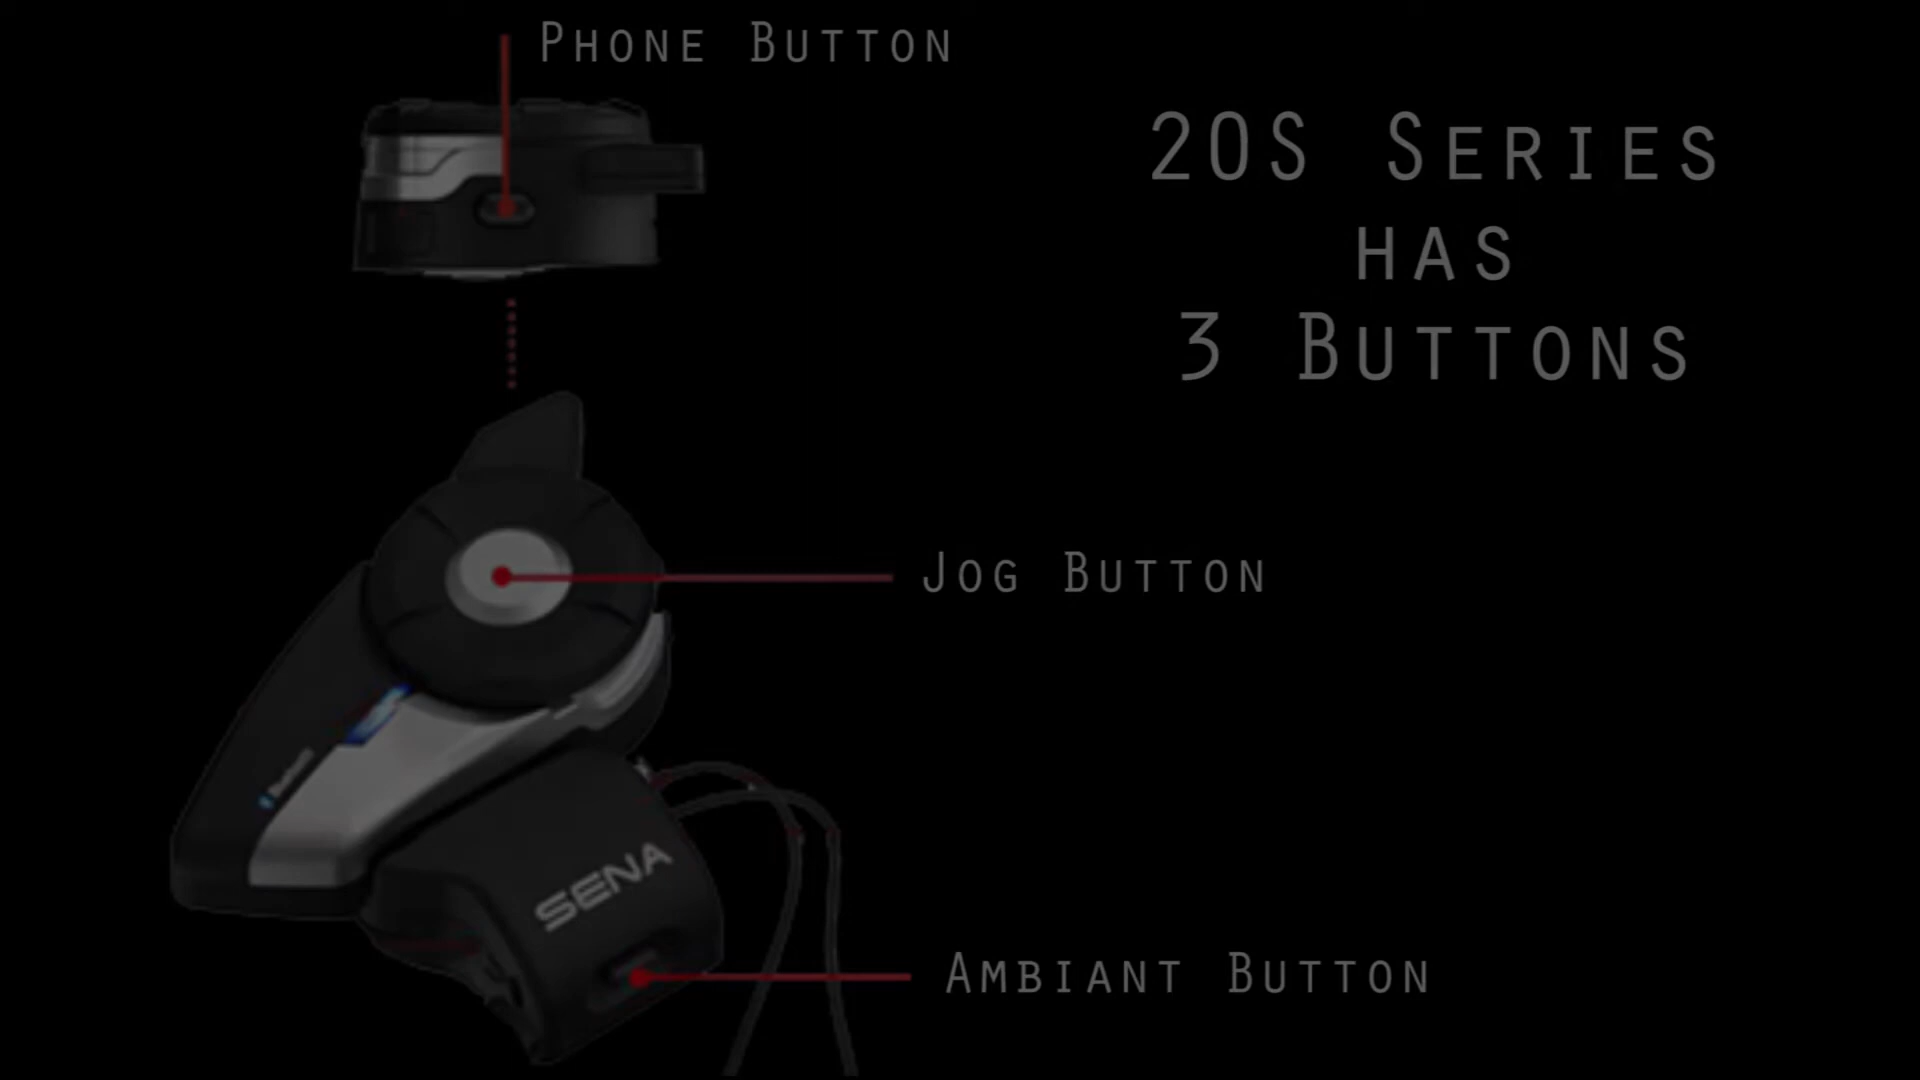 Phone Button
20S Series
has
3 Buttons
Jog Button
SENA
Ambiant Button